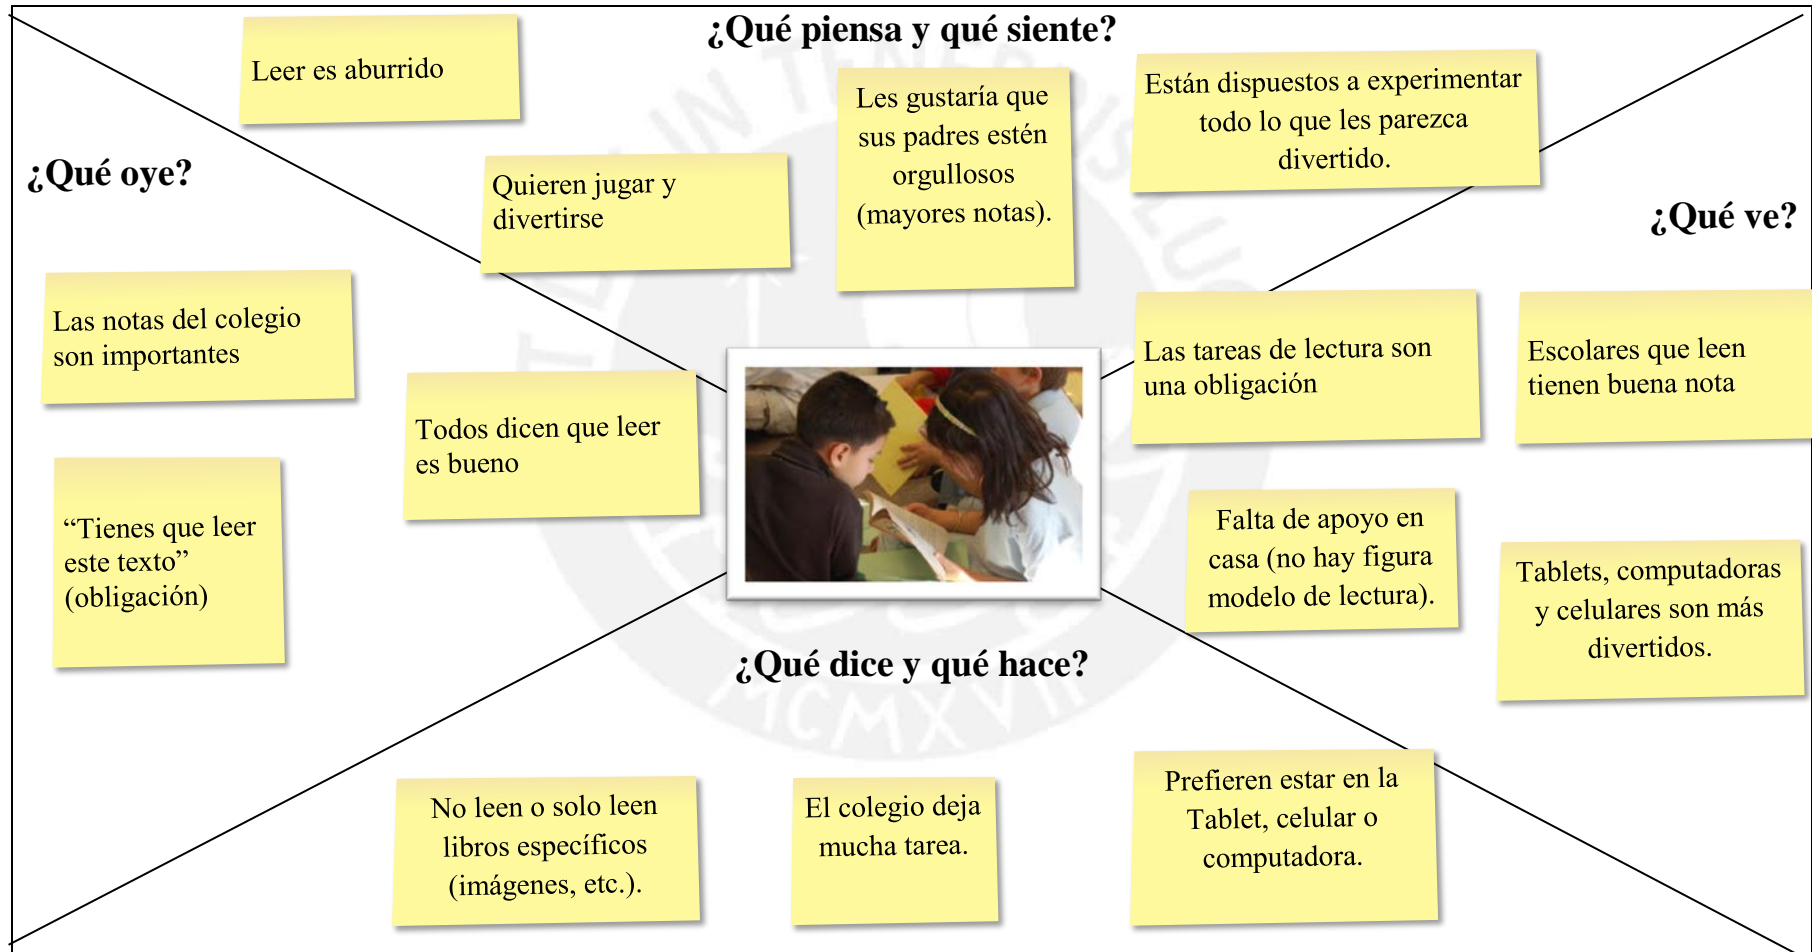 ¿Qué piensa y qué siente?
Leer es aburrido
Quieren jugar y
divertirse
Les gustaría que
sus padres estén
orgullosos
(mayores notas).
Están dispuestos a experimentar
todo lo que les parezca
divertido.
¿Qué oye?
Las notas del colegio
son importantes
Todos dicen que leer
es bueno
“Tienes que leer
este texto”
(obligación)
¿Qué ve?
Las tareas de lectura son
una obligación
Escolares que leen
tienen buena nota
Falta de apoyo en
casa (no hay figura
modelo de lectura).
Tablets, computadoras
y celulares son más
divertidos.
¿Qué dice y qué hace?
No leen o solo leen
libros específicos
(imágenes, etc.).
El colegio deja
mucha tarea.
Prefieren estar en la
Tablet, celular o
computadora.
MCMXVII